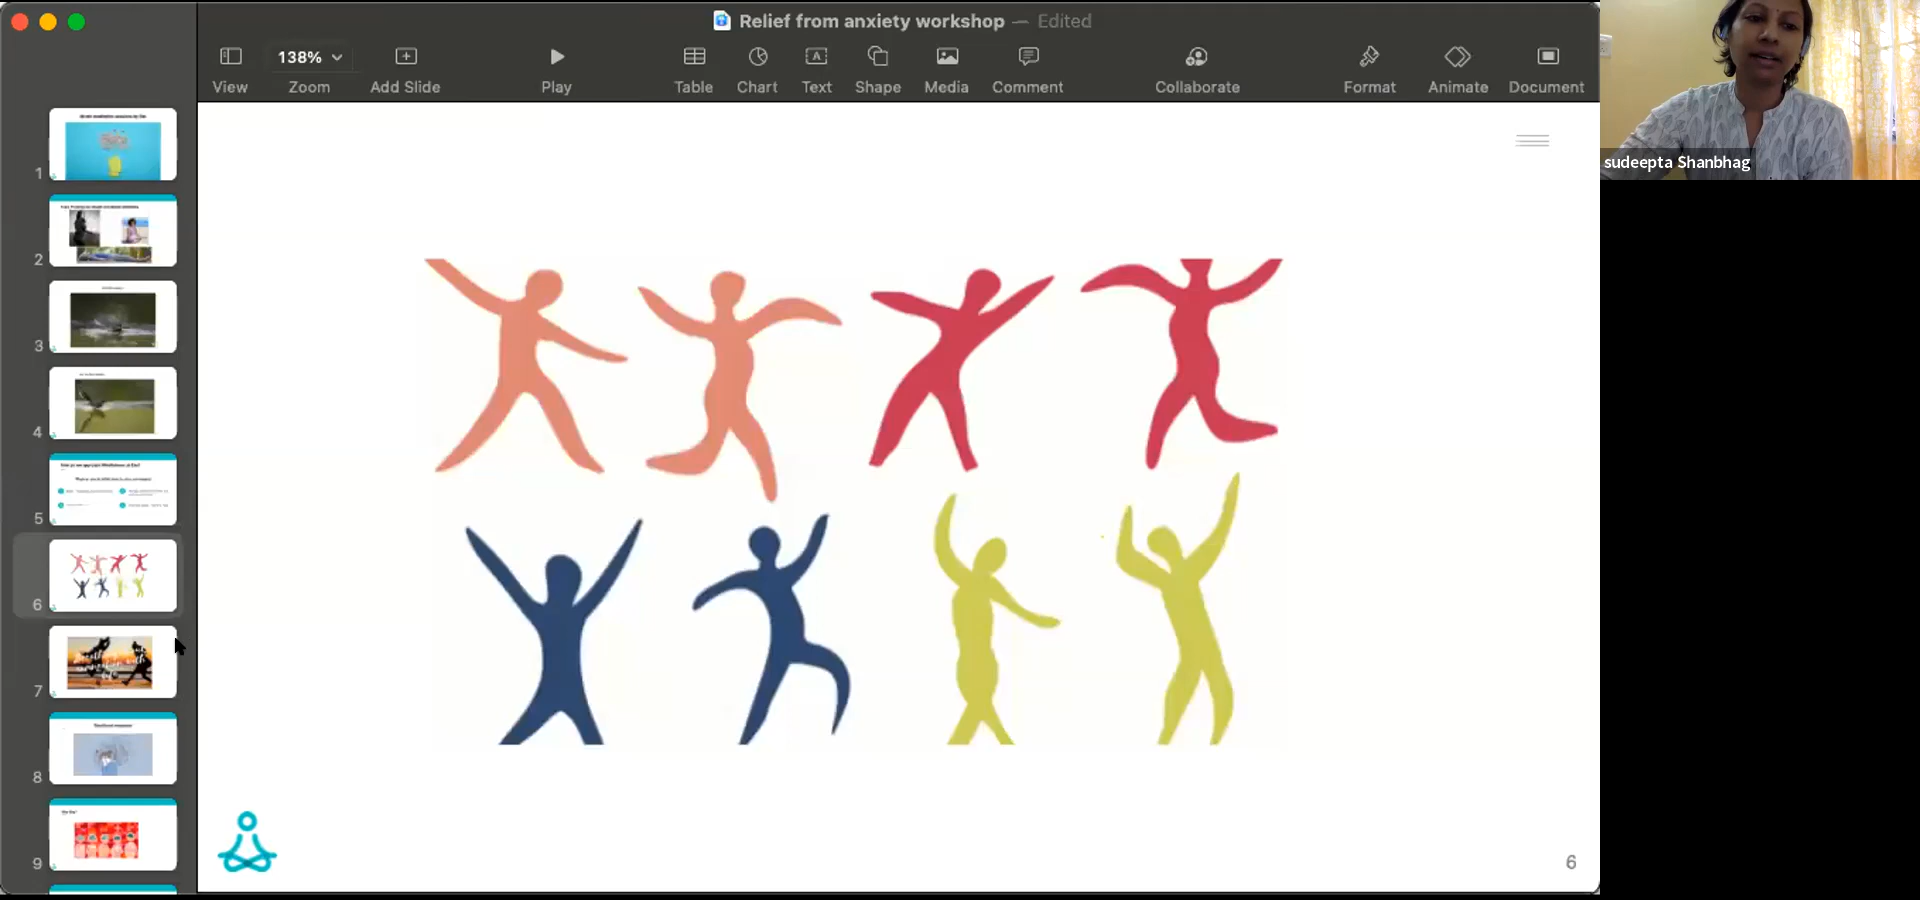 Relief from anxiety workshop — Edited
138%
View
Zoom
Add Slide
Play
Table
Chart
Text
Shape
Media
Comment
Collaborate
Format
Animate
Document
sudeepta Shanbhag
1
2
3
4
5
6
7
8
9
6